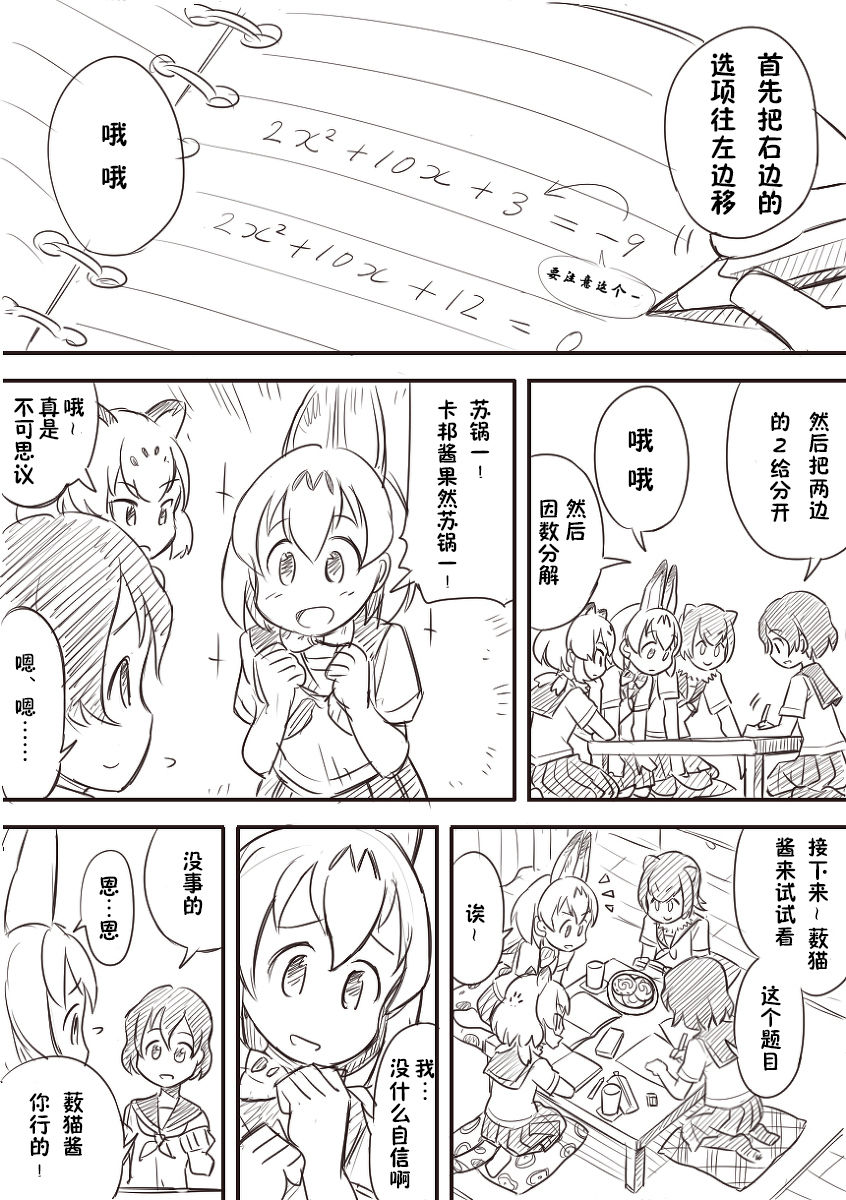 首先把右边的
选项往左边移
哦
哦
2x²+10x+3=-9
要注意这个一
2x²+10x+12=0
然后把两边
的2给分开
哦
哦
然后
因数分解
苏锅一！
卡邦酱果然苏锅一！
哦~
真是
不可思议
嗯、嗯……
接下来~薮猫
酱来试试看
这个题目
诶~
我…
没什么自信啊
没事的
恩…恩
薮猫酱
你行的！